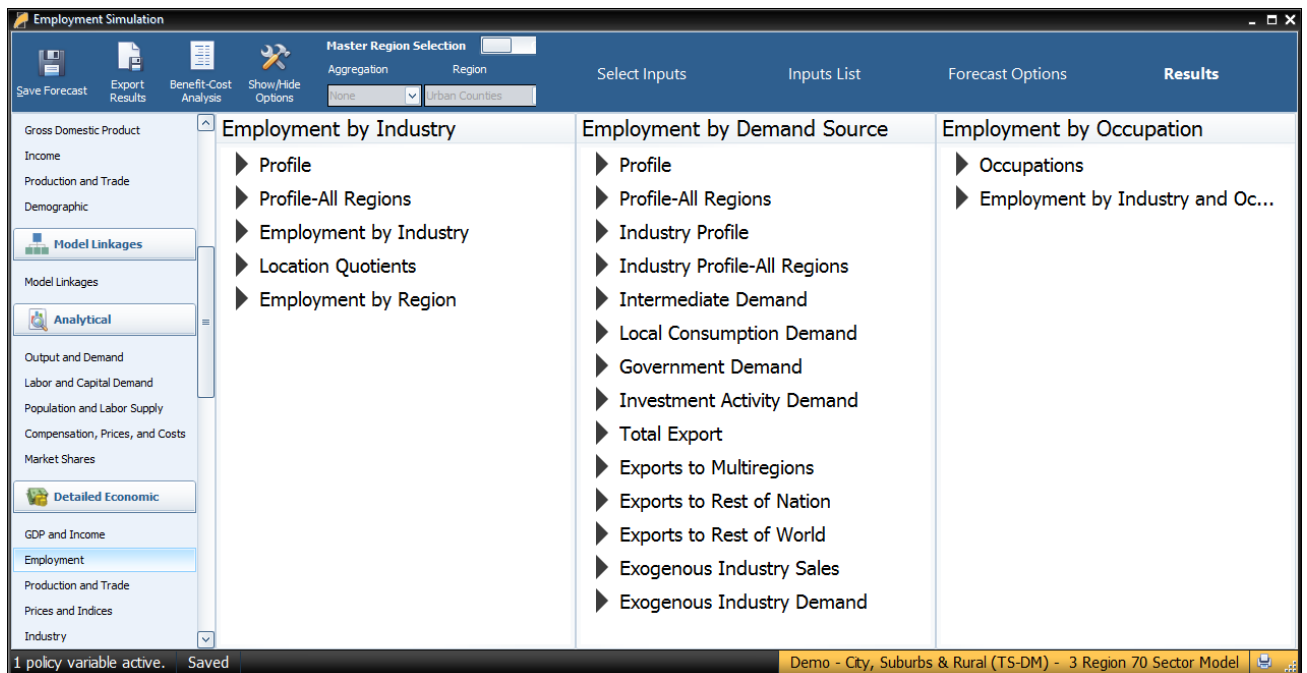 Employment Simulation
Save Forecast
Export Results
Benefit-Cost Analysis
Show/Hide Options
Master Region Selection
Aggregation
Region
None
Urban Counties
Select Inputs
Inputs List
Forecast Options
Results
Gross Domestic Product
Income
Production and Trade
Demographic
Model Linkages
Model Linkages
Analytical
Output and Demand
Labor and Capital Demand
Population and Labor Supply
Compensation, Prices, and Costs
Market Shares
Detailed Economic
GDP and Income
Employment
Production and Trade
Prices and Indices
Industry
Employment by Industry
Profile
Profile-All Regions
Employment by Industry
Location Quotients
Employment by Region
Employment by Demand Source
Profile
Profile-All Regions
Industry Profile
Industry Profile-All Regions
Intermediate Demand
Local Consumption Demand
Government Demand
Investment Activity Demand
Total Export
Exports to Multiregions
Exports to Rest of Nation
Exports to Rest of World
Exogenous Industry Sales
Exogenous Industry Demand
Employment by Occupation
Occupations
Employment by Industry and Oc...
1 policy variable active.
Saved
Demo - City, Suburbs & Rural (TS-DM) - 3 Region 70 Sector Model